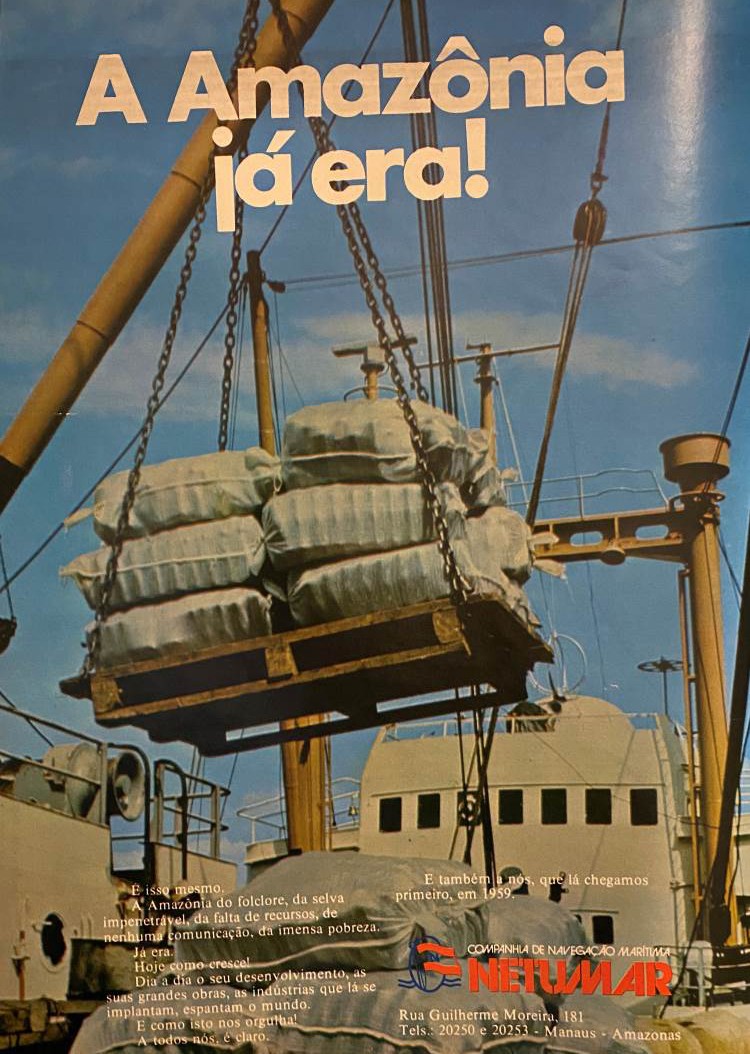 A Amazônia
já era!
É isso mesmo.
A Amazônia do folclore, da selva
impenetrável, da falta de recursos, de
nenhuma comunicação, da imensa pobreza.
Já era.
Hoje como cresce!
Dia a dia o seu desenvolvimento, as
suas grandes obras, as indústrias que lá se
implantam, espantam o mundo.
E como isto nos orgulha!
A todos nós, é claro.
E também a nós, que lá chegamos
primeiro, em 1959.
COMPANHIA DE NAVEGAÇÃO MARÍTIMA
NETUMAR
Rua Guilherme Moreira, 181
Tels.: 20250 e 20253 - Manaus - Amazonas